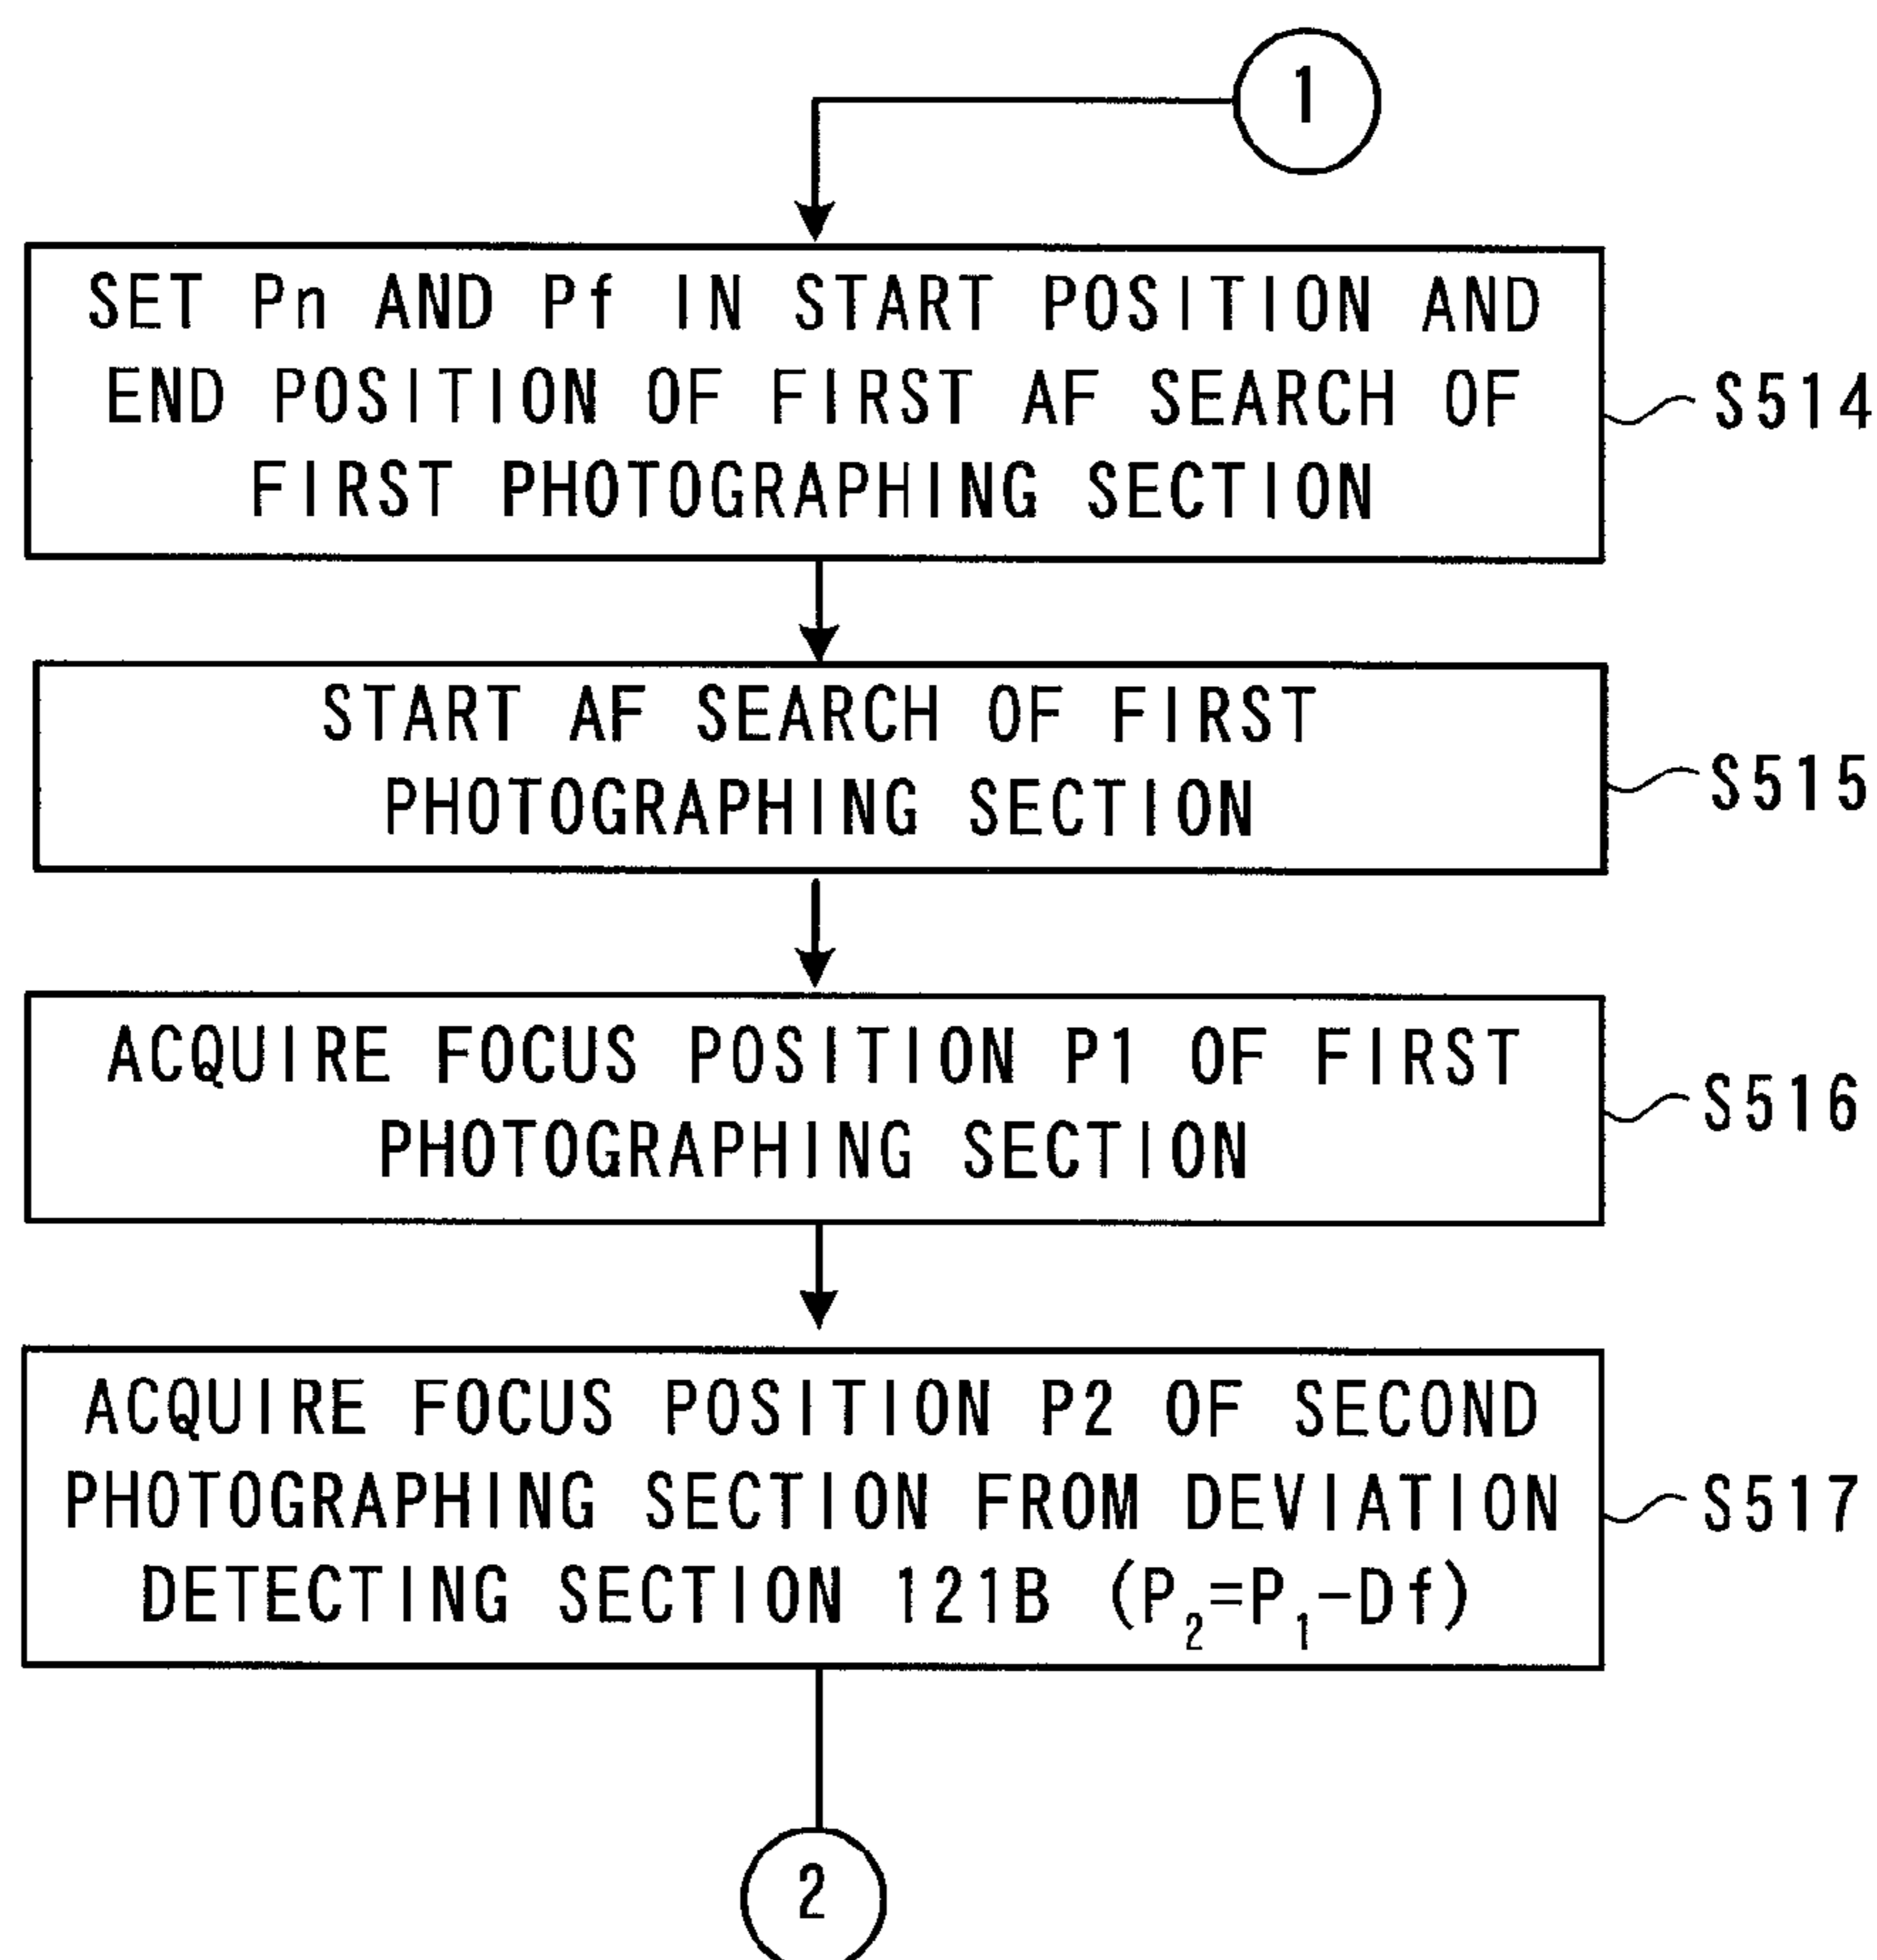 1
SET Pn AND Pf IN START POSITION AND
END POSITION OF FIRST AF SEARCH OF
FIRST PHOTOGRAPHING SECTION
S514
START AF SEARCH OF FIRST
PHOTOGRAPHING SECTION
S515
ACQUIRE FOCUS POSITION P1 OF FIRST
PHOTOGRAPHING SECTION
S516
ACQUIRE FOCUS POSITION P2 OF SECOND
PHOTOGRAPHING SECTION FROM DEVIATION
DETECTING SECTION 121B (P₂=P₁-Df)
S517
2